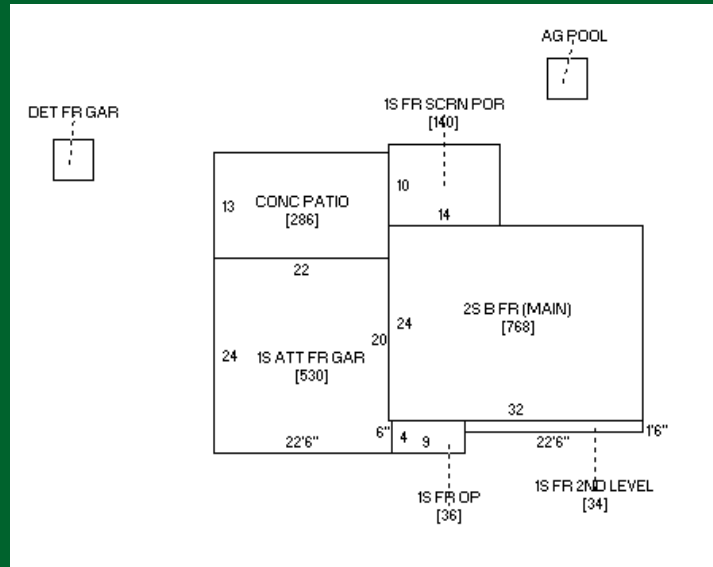 AG POOL
DET FR GAR
1S FR SCRN POR
[140]
10
14
13
CONC PATIO
[286]
22
24
1S ATT FR GAR
[530]
20
24
2S B FR (MAIN)
[768]
32
22'6"
6"
4
9
22'6"
1'6"
1S FR OP
[36]
1S FR 2ND LEVEL
[34]